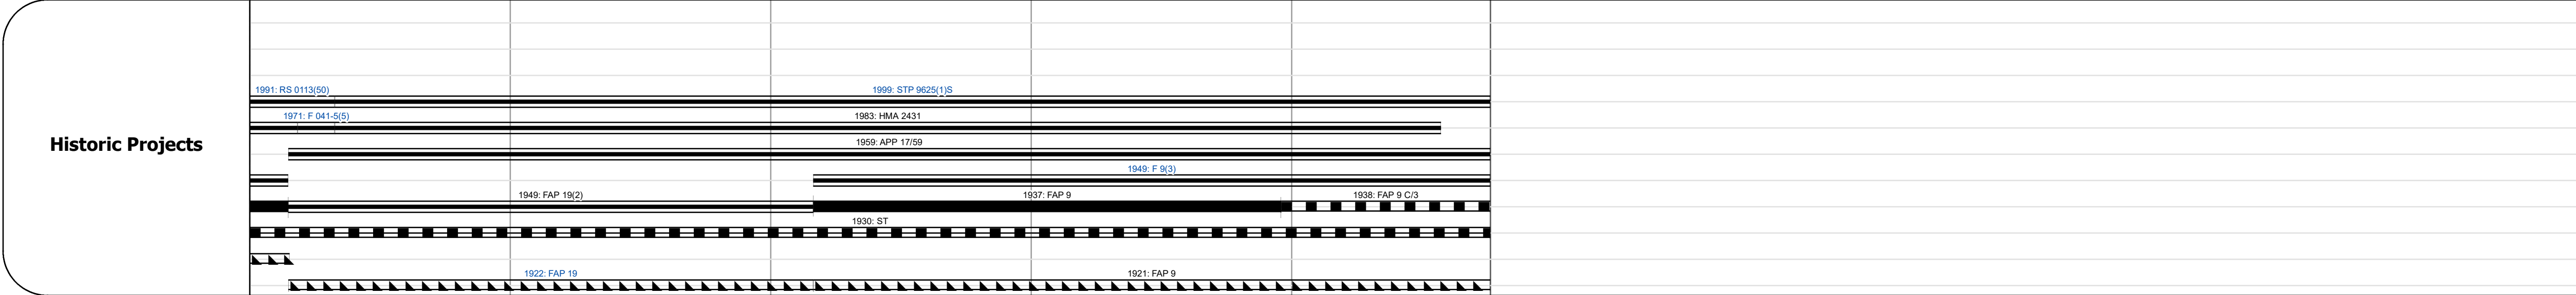 1991: RS 0113(50)
1999: STP 9625(1)S
1971: F 041-5(5)
1983: HMA 2431
Historic Projects
1959: APP 17/59
1949: F 9(3)
1949: FAP 19(2)
1937: FAP 9
1938: FAP 9 C/3
1930: ST
1922: FAP 19
1921: FAP 9